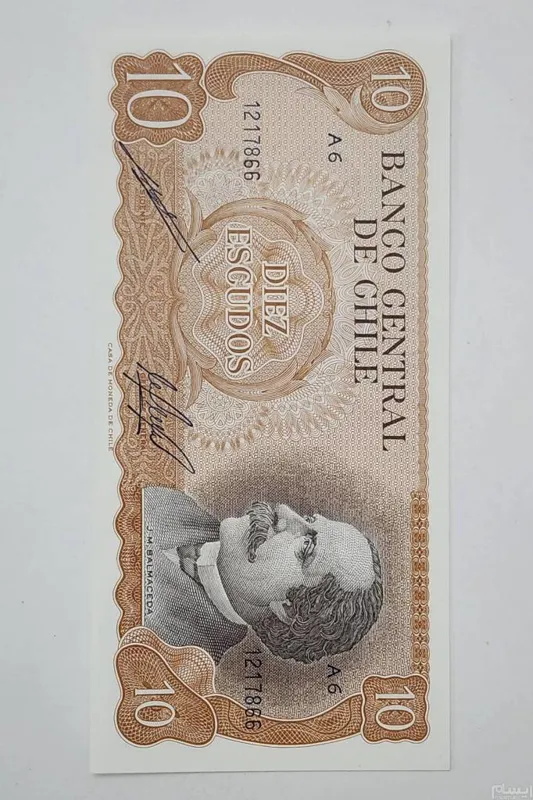 10
10
1217866
A6
BANCO CENTRAL
DE CHILE
DIEZ
ESCUDOS
CASA DE MONEDA DE CHILE
J. M. BALMACEDA
A6
1217866
10
10